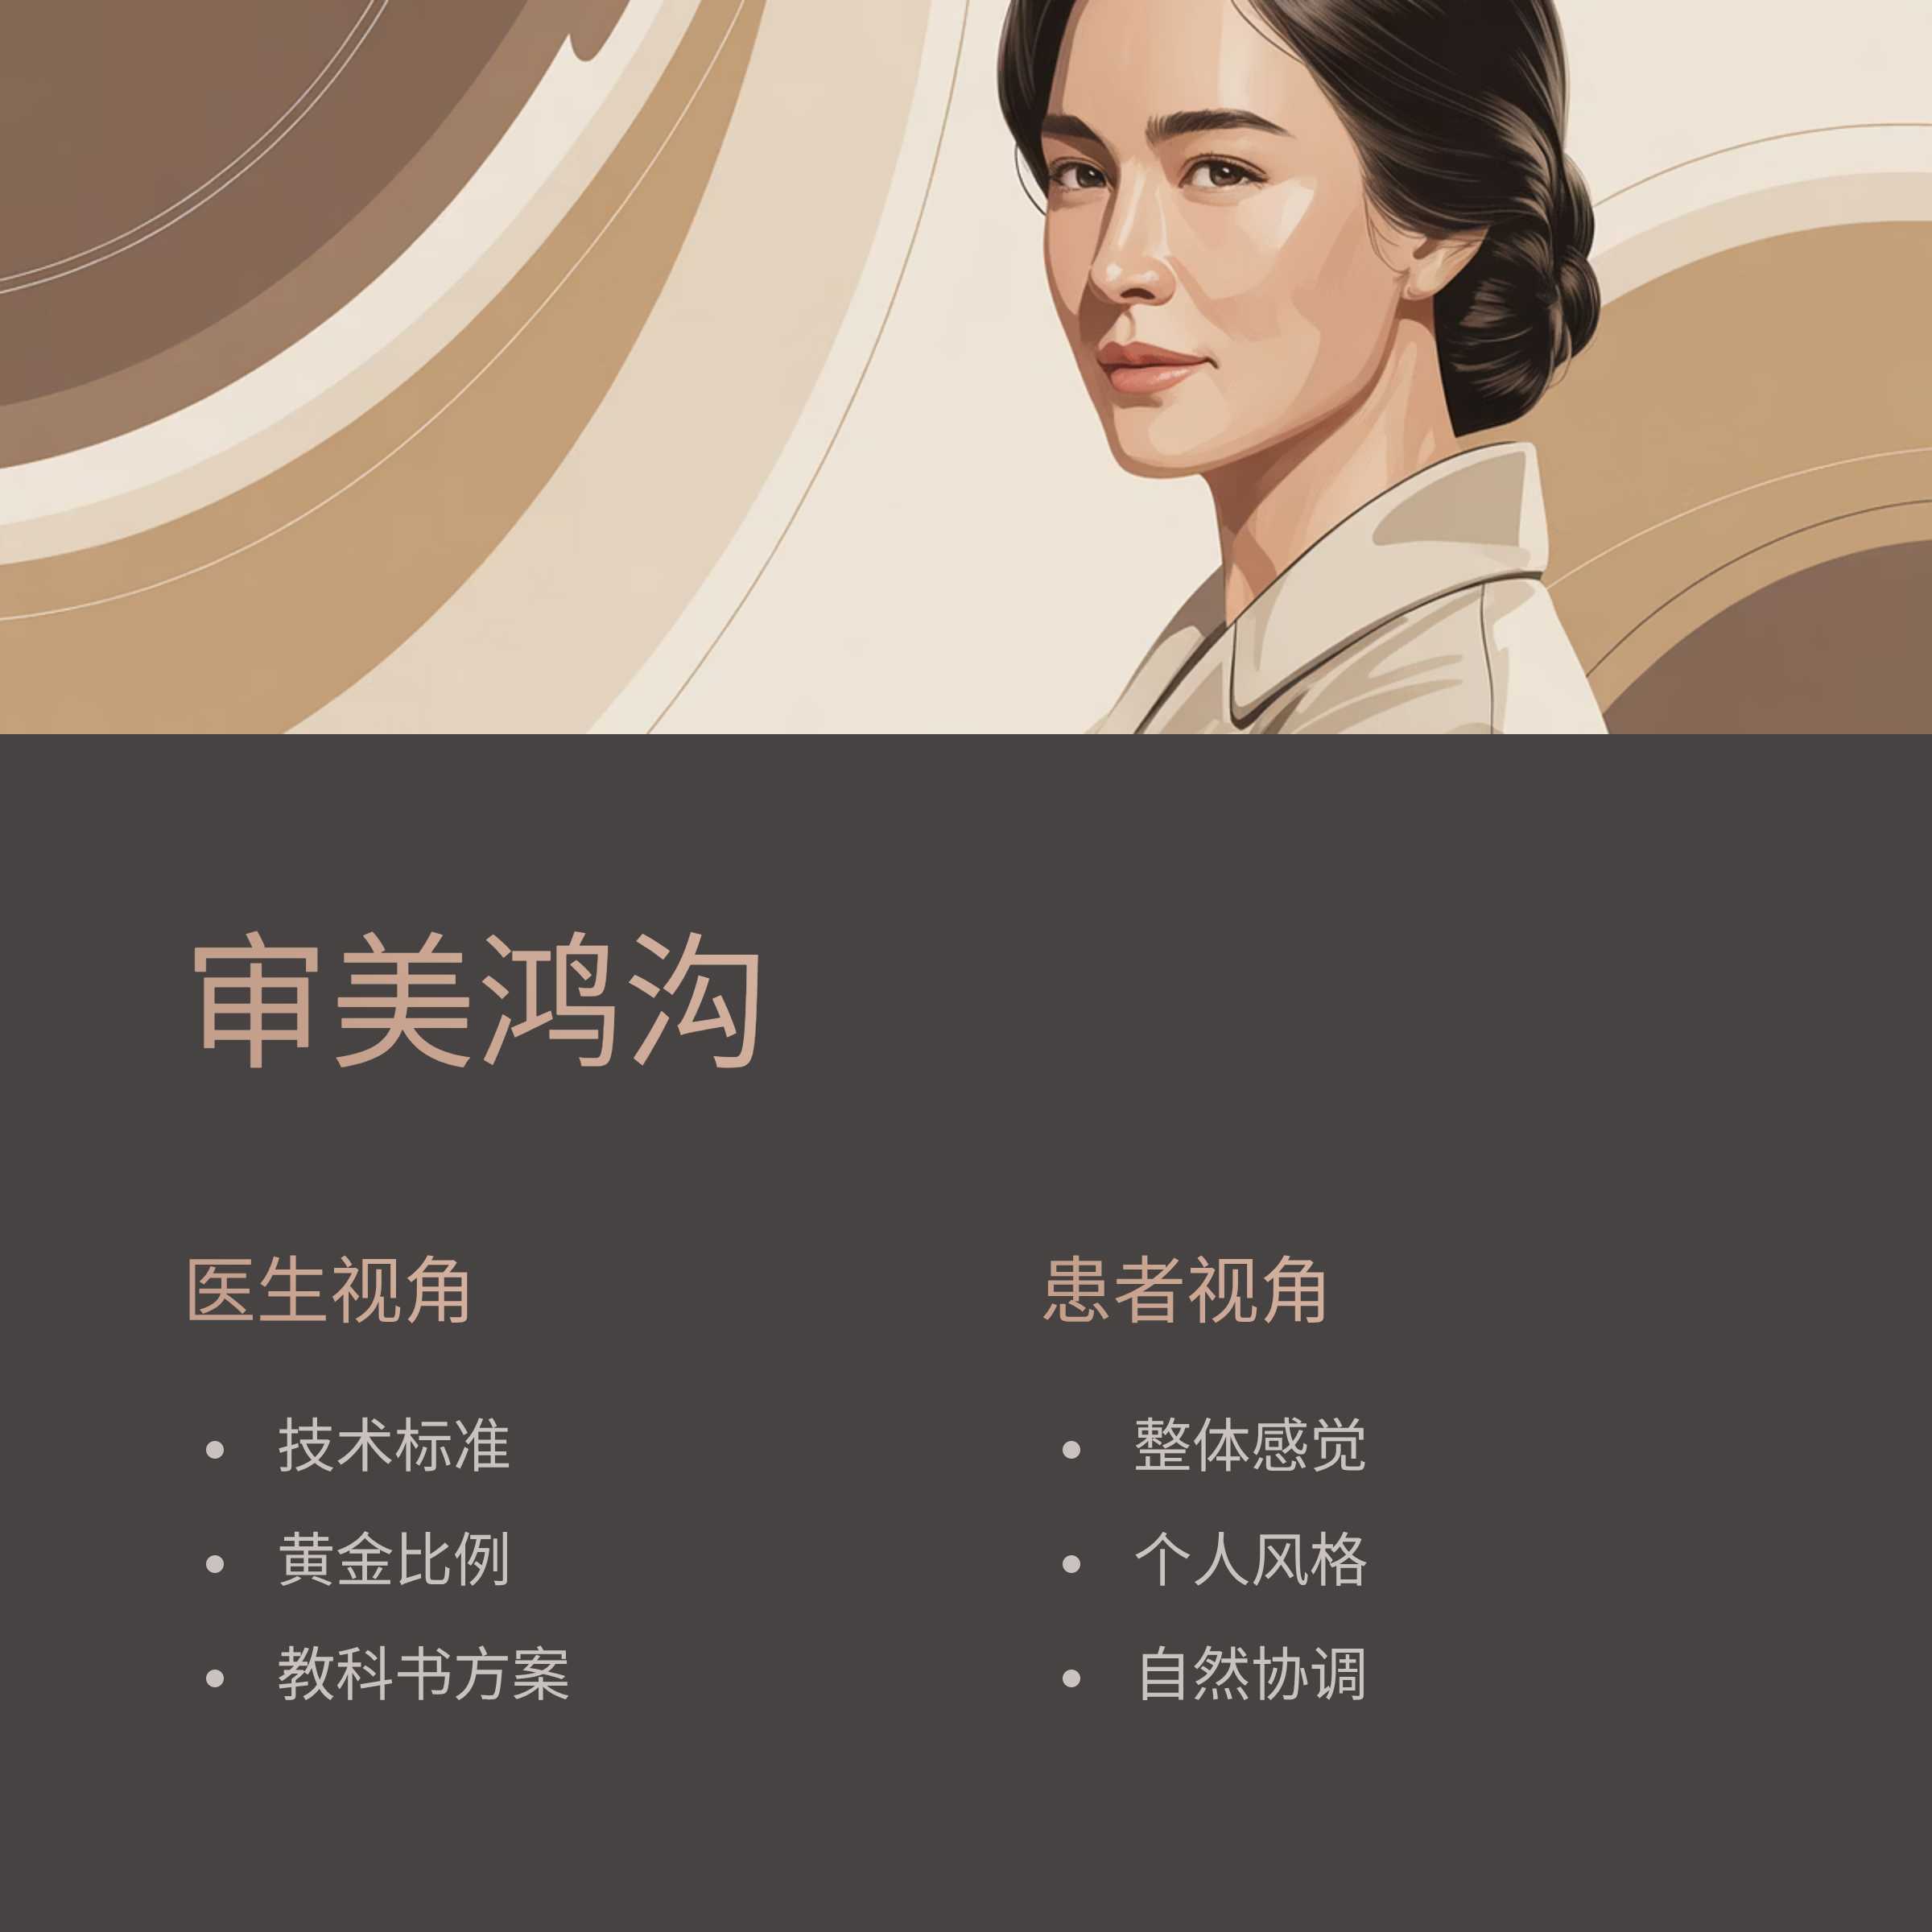 审美鸿沟
医生视角
技术标准
黄金比例
教科书方案
患者视角
整体感觉
个人风格
自然协调